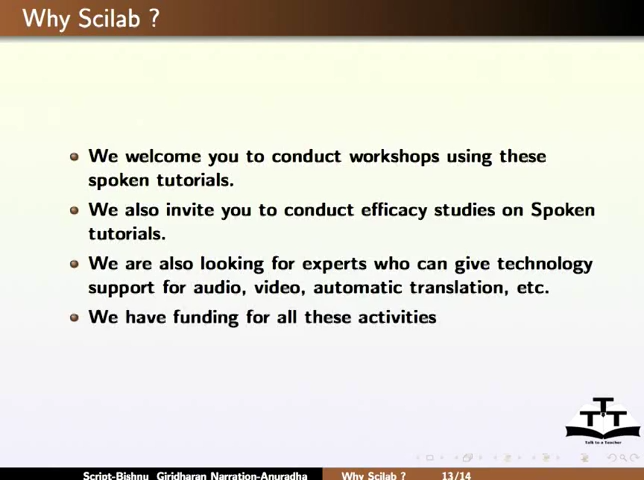 Why Scilab ?
We welcome you to conduct workshops using these
spoken tutorials.
We also invite you to conduct efficacy studies on Spoken
tutorials.
We are also looking for experts who can give technology
support for audio, video, automatic translation, etc.
We have funding for all these activities
T T T
Talk to a Teacher
Script-Bishnu Giridharan Narration-Anuradha Why Scilab ? 13/14